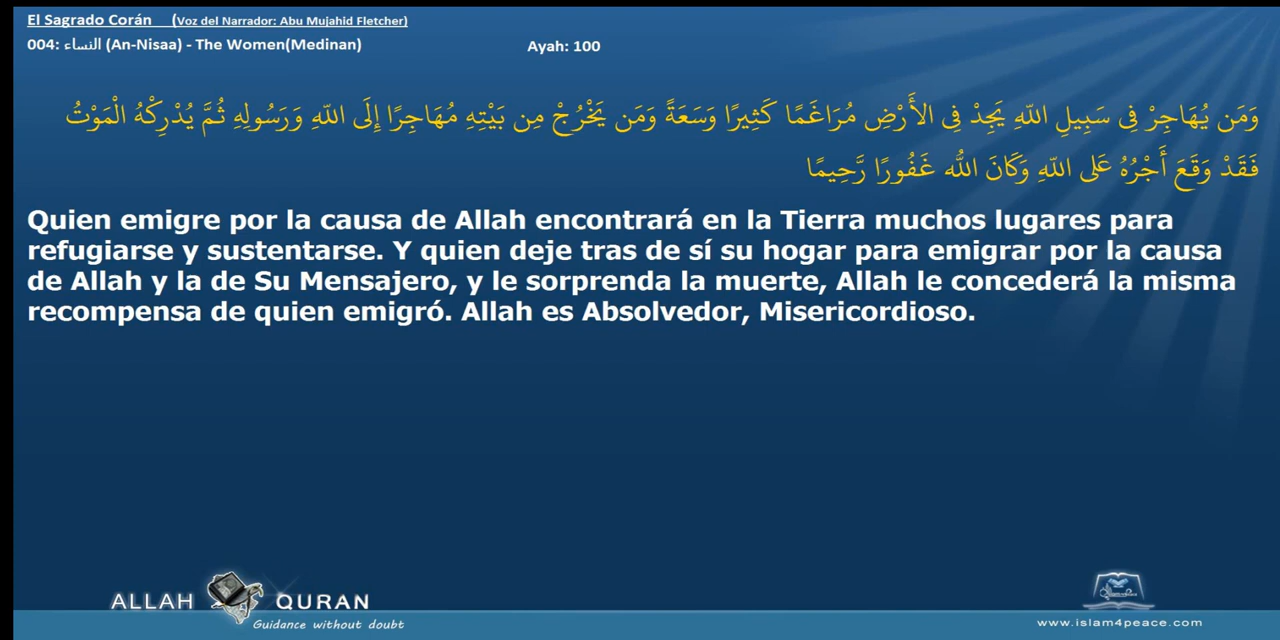 El Sagrado Corán (Voz del Narrador: Abu Mujahid Fletcher)
004: النساء (An-Nisaa) - The Women(Medinan) Ayah: 100
وَمَن يُهَاجِرْ فِي سَبِيلِ اللّهِ يَجِدْ فِي الأَرْضِ مُرَاغَمًا كَثِيرًا وَسَعَةً وَمَن يَخْرُجْ مِن بَيْتِهِ مُهَاجِرًا إِلَى اللّهِ وَرَسُولِهِ ثُمَّ يُدْرِكْهُ الْمَوْتُ
فَقَدْ وَقَعَ أَجْرُهُ عَلى اللّهِ وَكَانَ اللّه غَفُورًا رَّحِيمًا
Quien emigre por la causa de Allah encontrará en la Tierra muchos lugares para
refugiarse y sustentarse. Y quien deje tras de sí su hogar para emigrar por la causa
de Allah y la de Su Mensajero, y le sorprenda la muerte, Allah le concederá la misma
recompensa de quien emigró. Allah es Absolvedor, Misericordioso.
ALLAH QURAN
Guidance without doubt
www.islam4peace.com